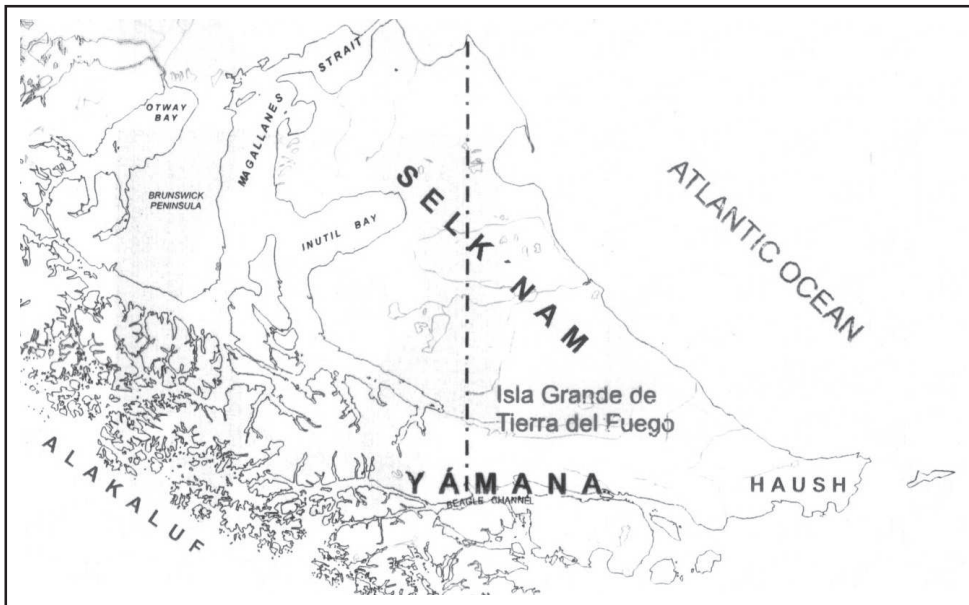 STRAIT
OTWAY
BAY
MAGALLANES
BRUNSWICK
PENINSULA
INUTIL BAY
SELK-NAM
ATLANTIC OCEAN
Isla Grande de
Tierra del Fuego
ALAKALUF
YÁMANA
BEAGLE CHANNEL
HAUSH